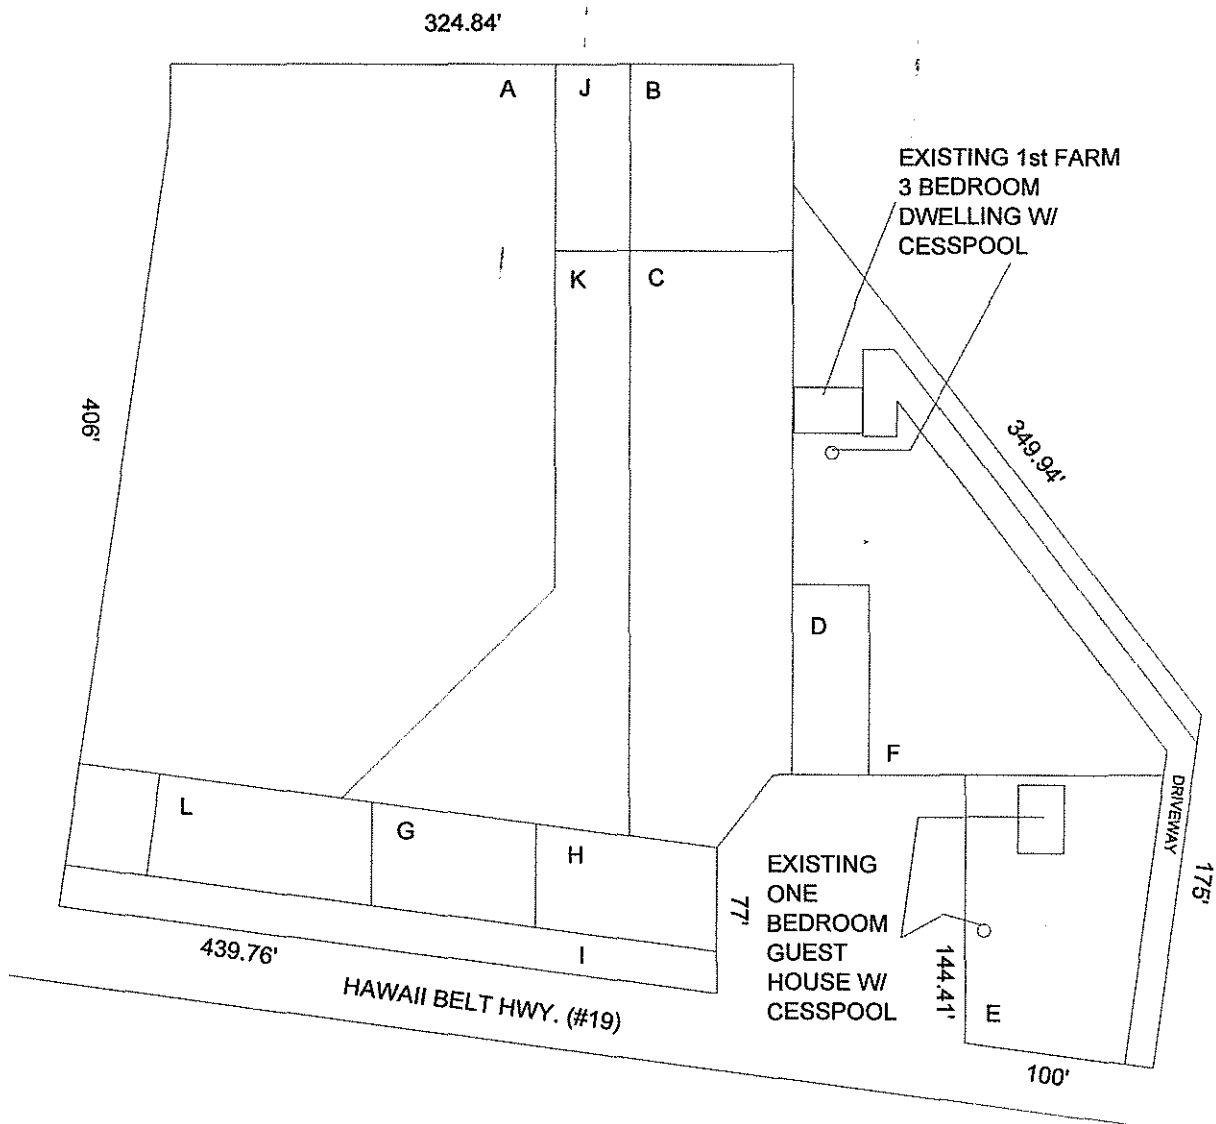 324.84'
A
J
B
EXISTING 1st FARM
3 BEDROOM
DWELLING W/
CESSPOOL
K
C
406'
349.94'
D
F
DRIVEWAY
L
G
H
EXISTING
ONE
BEDROOM
GUEST
HOUSE W/
CESSPOOL
77'
175'
144.41'
439.76'
I
E
HAWAII BELT HWY. (#19)
100'